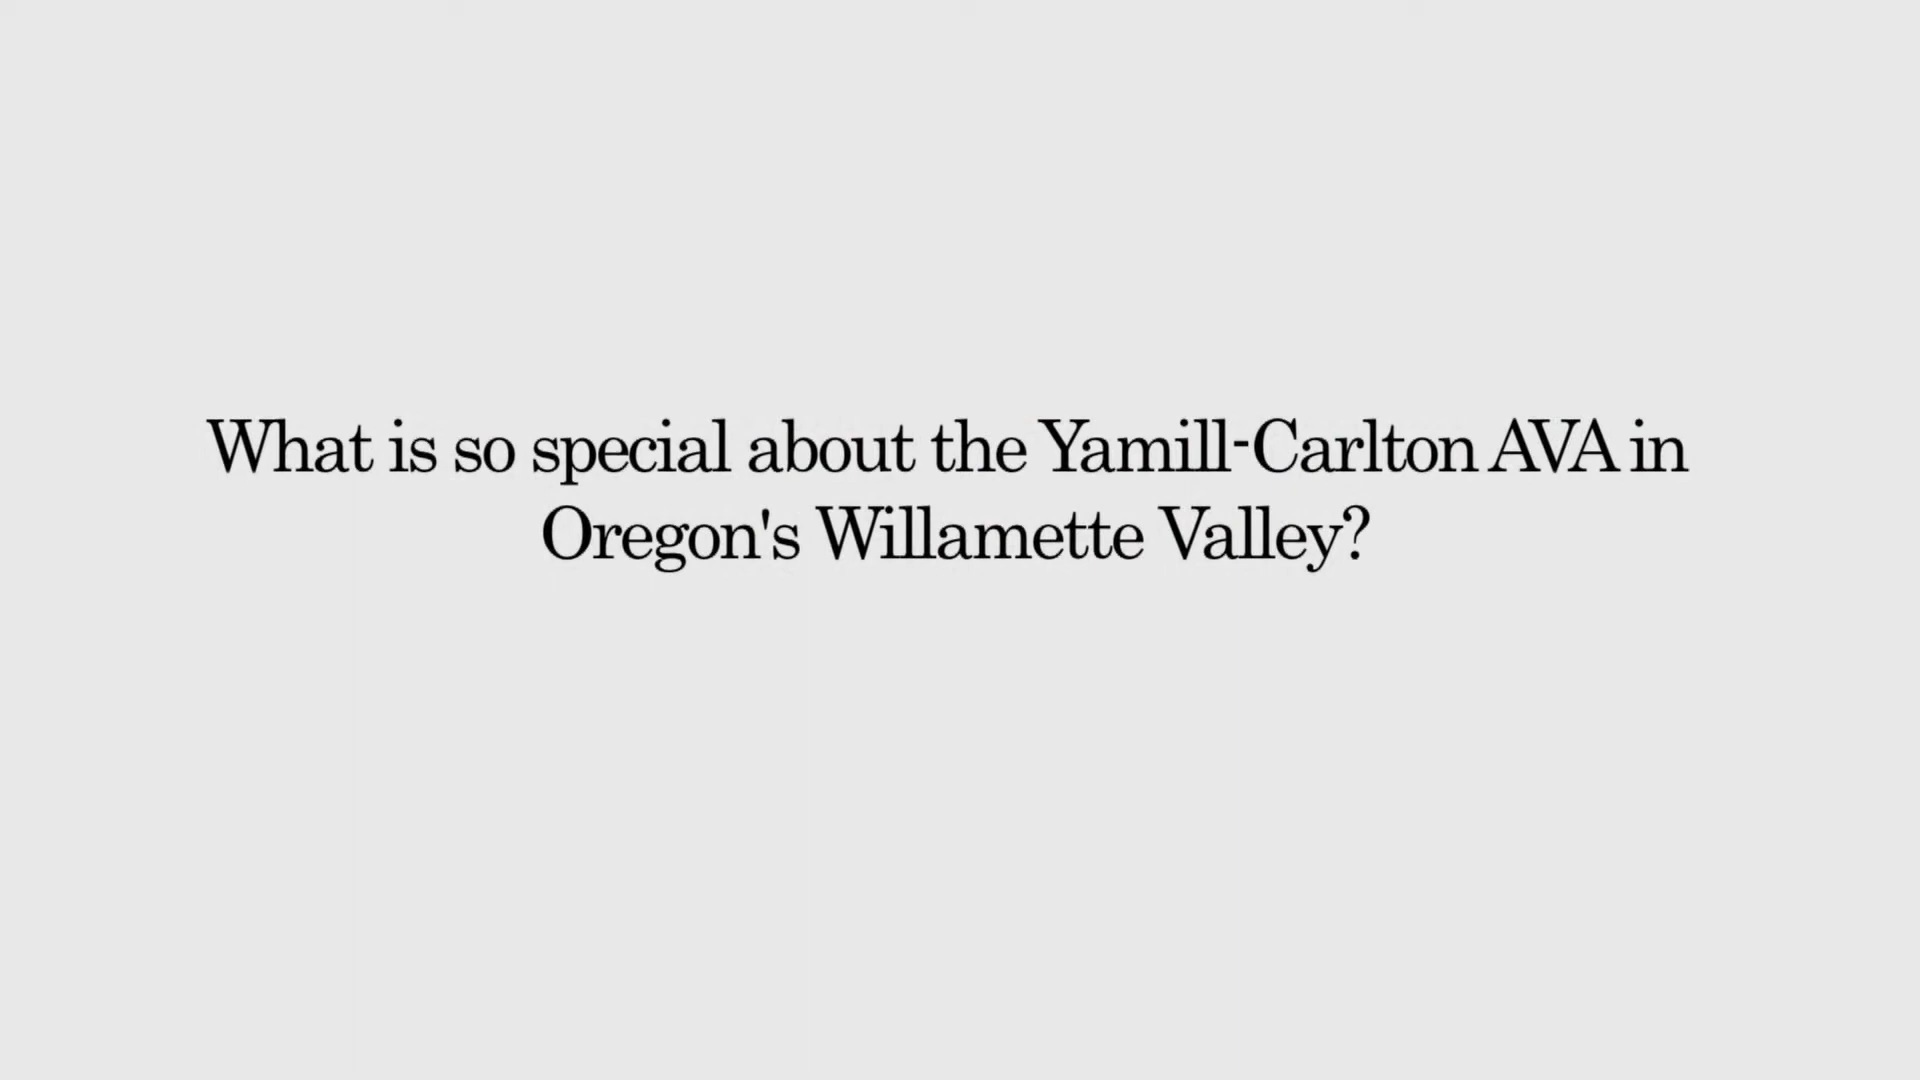 What is so special about the Yamill-Carlton AVA in
Oregon's Willamette Valley?